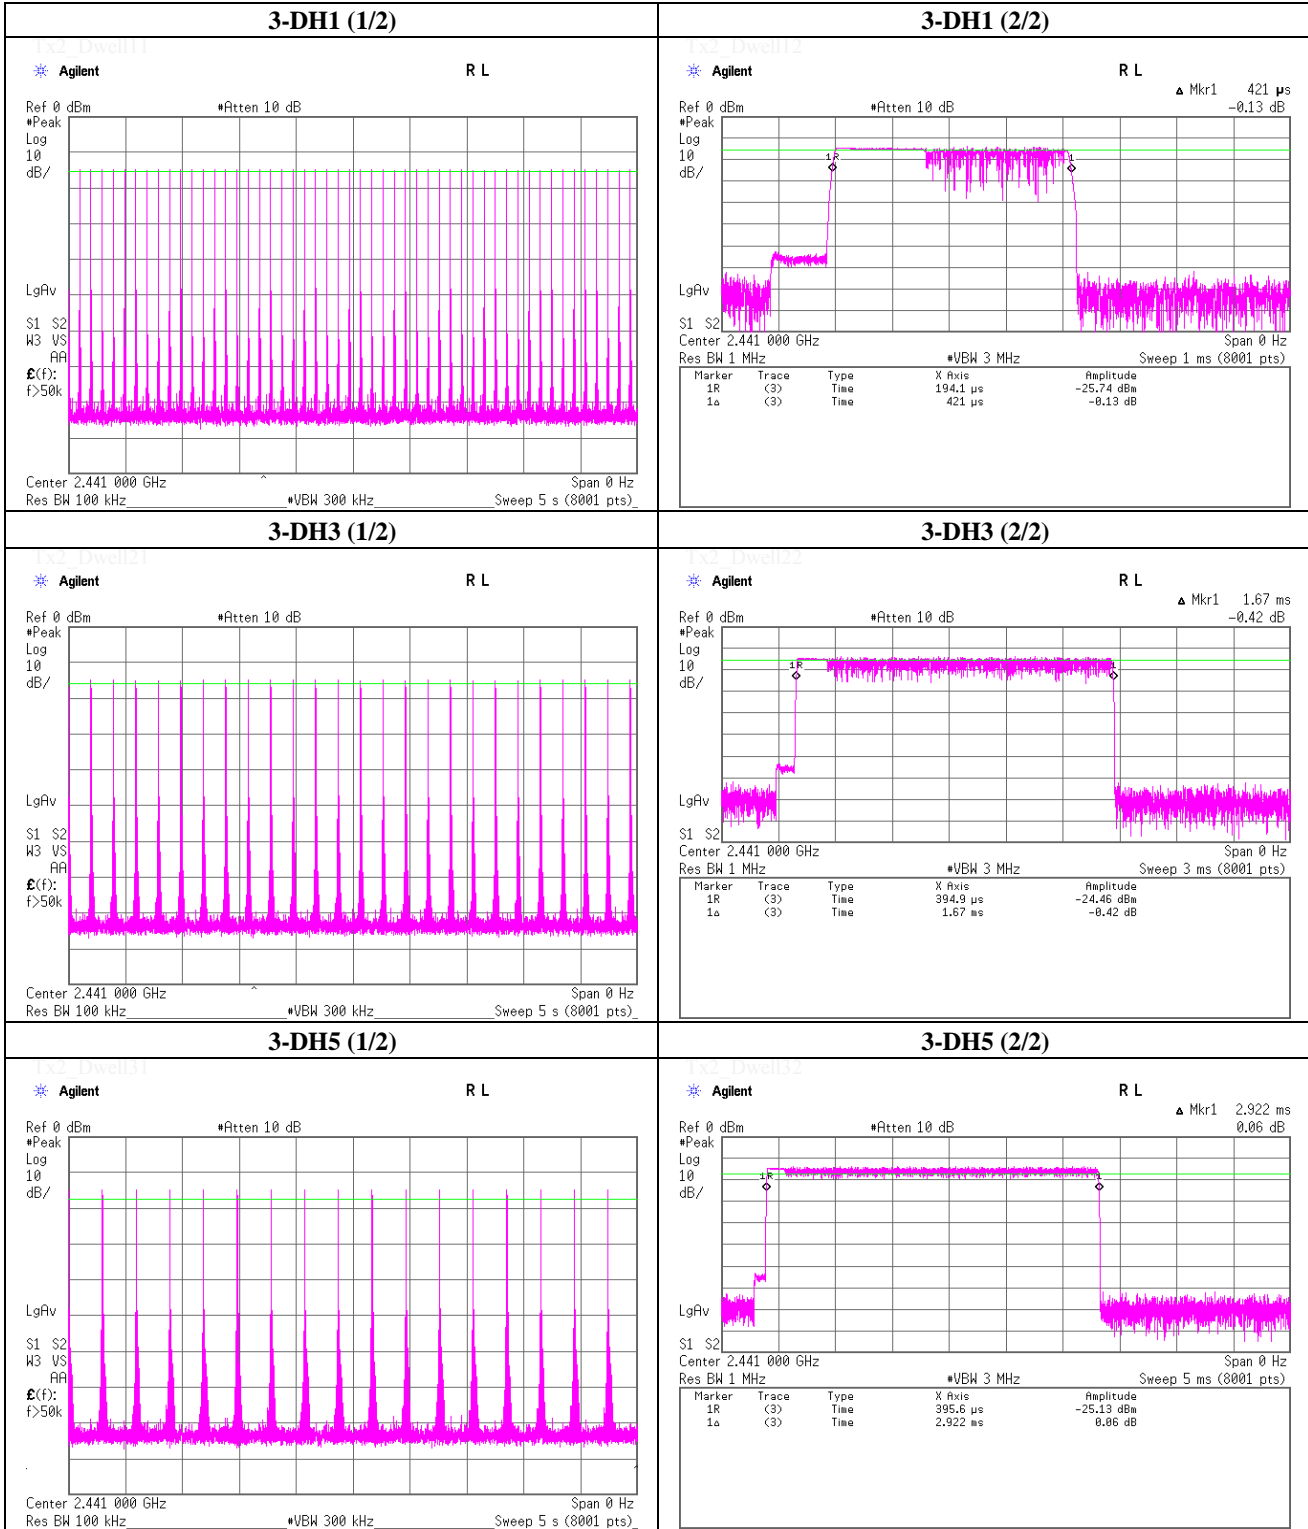 3-DH1 (1/2)
Tx2_Dwell11
Agilent
R L
Ref 0 dBm #Atten 10 dB
#Peak
Log
10
dB/
LgAv
S1 S2
W3 VS
AA
£(f):
f>50k
Center 2.441 000 GHz ^ Span 0 Hz
Res BW 100 kHz #VBW 300 kHz Sweep 5 s (8001 pts)
3-DH1 (2/2)
Tx2_Dwell12
Agilent
R L
Δ Mkr1 421 µs
Ref 0 dBm #Atten 10 dB -0.13 dB
#Peak
Log
10
dB/
1R
1
LgAv
S1 S2
Center 2.441 000 GHz Span 0 Hz
Res BW 1 MHz #VBW 3 MHz Sweep 1 ms (8001 pts)
Marker Trace Type X Axis Amplitude
1R (3) Time 194.1 µs -25.74 dBm
1Δ (3) Time 421 µs -0.13 dB
3-DH3 (1/2)
Tx2_Dwell21
Agilent
R L
Ref 0 dBm #Atten 10 dB
#Peak
Log
10
dB/
LgAv
S1 S2
W3 VS
AA
£(f):
f>50k
Center 2.441 000 GHz ^ Span 0 Hz
Res BW 100 kHz #VBW 300 kHz Sweep 5 s (8001 pts)
3-DH3 (2/2)
Tx2_Dwell22
Agilent
R L
Δ Mkr1 1.67 ms
Ref 0 dBm #Atten 10 dB -0.42 dB
#Peak
Log
10
dB/
1R
1
LgAv
S1 S2
Center 2.441 000 GHz Span 0 Hz
Res BW 1 MHz #VBW 3 MHz Sweep 3 ms (8001 pts)
Marker Trace Type X Axis Amplitude
1R (3) Time 394.9 µs -24.46 dBm
1Δ (3) Time 1.67 ms -0.42 dB
3-DH5 (1/2)
Tx2_Dwell31
Agilent
R L
Ref 0 dBm #Atten 10 dB
#Peak
Log
10
dB/
LgAv
S1 S2
W3 VS
AA
£(f):
f>50k
Center 2.441 000 GHz Span 0 Hz
Res BW 100 kHz #VBW 300 kHz Sweep 5 s (8001 pts)
3-DH5 (2/2)
Tx2_Dwell32
Agilent
R L
Δ Mkr1 2.922 ms
Ref 0 dBm #Atten 10 dB 0.06 dB
#Peak
Log
10
dB/
1R
1
LgAv
S1 S2
Center 2.441 000 GHz Span 0 Hz
Res BW 1 MHz #VBW 3 MHz Sweep 5 ms (8001 pts)
Marker Trace Type X Axis Amplitude
1R (3) Time 395.6 µs -25.13 dBm
1Δ (3) Time 2.922 ms 0.06 dB